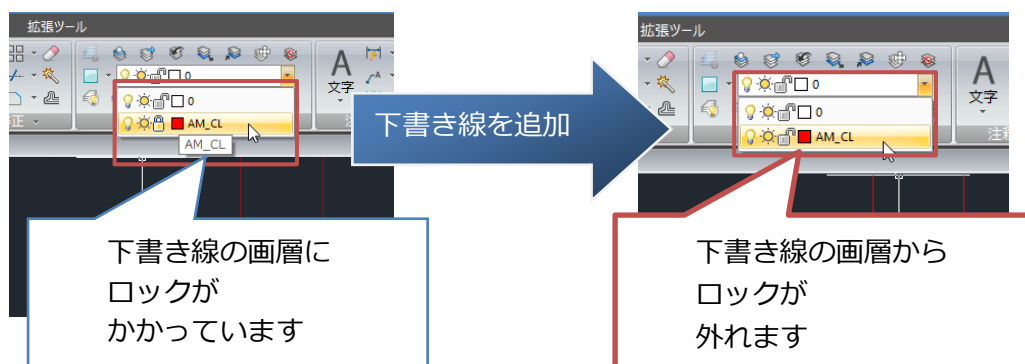 拡張ツール
0
0
AM_CL
AM_CL
A
文字
正
下書き線を追加
拡張ツール
0
0
AM_CL
A
文字
下書き線の画層に
ロックが
かかっています
下書き線の画層から
ロックが
外れます